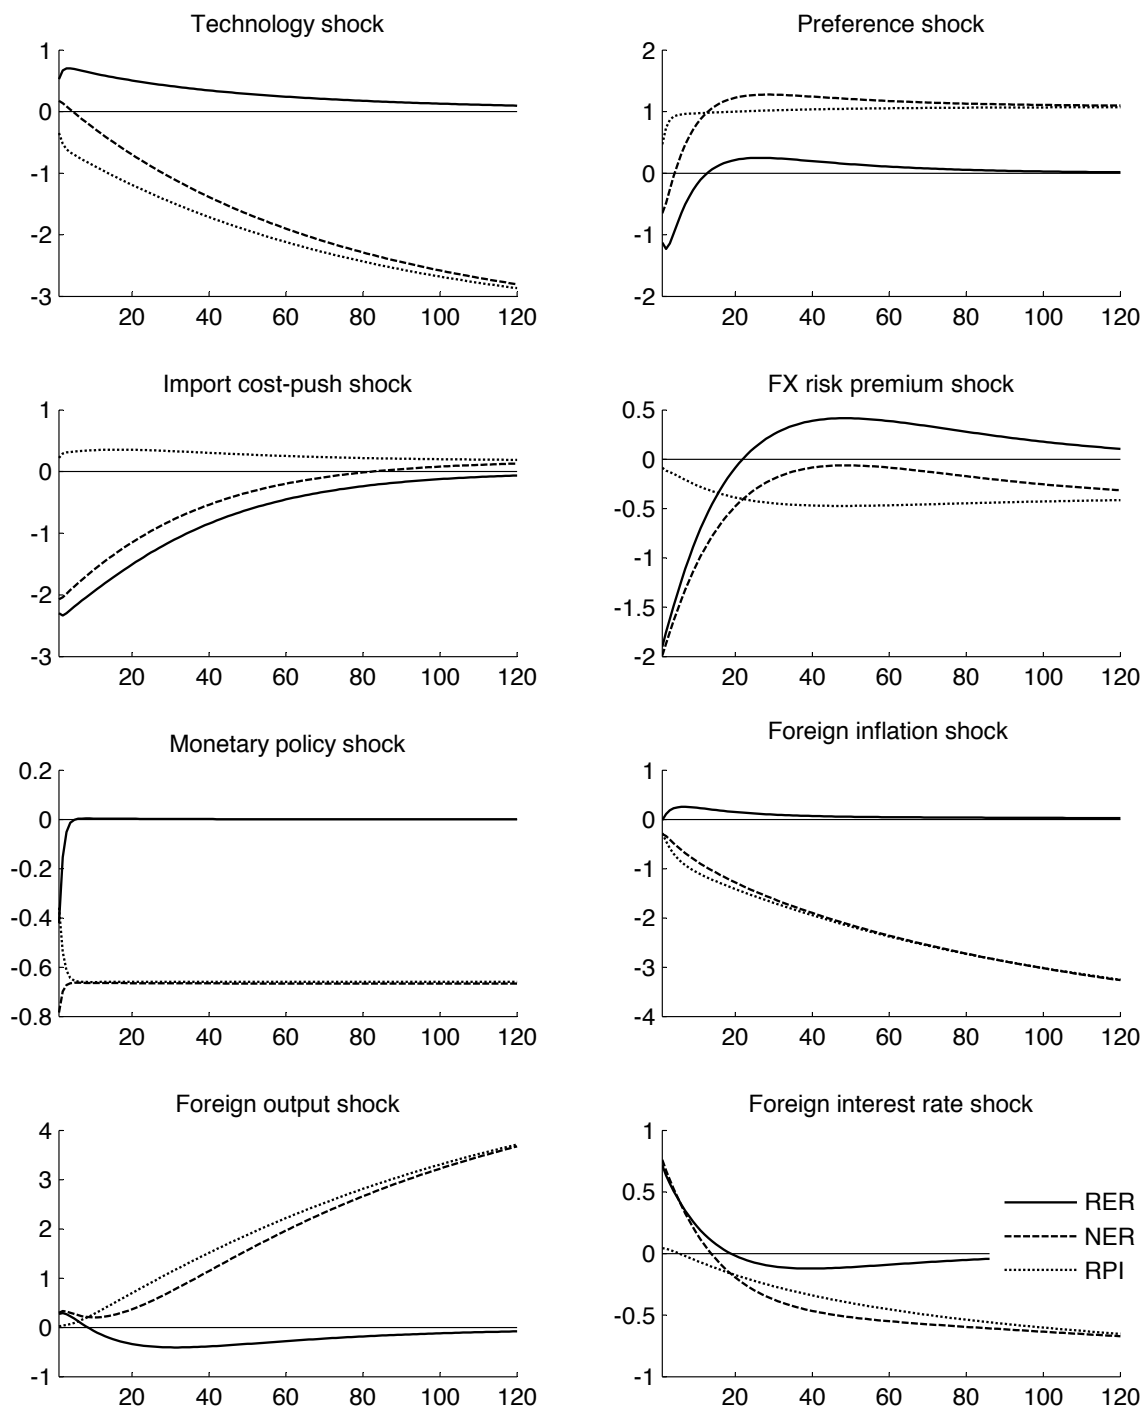 Technology shock
1
0
-1
-2
-3
20 40 60 80 100 120
Preference shock
2
1
0
-1
-2
20 40 60 80 100 120
Import cost-push shock
1
0
-1
-2
-3
20 40 60 80 100 120
FX risk premium shock
0.5
0
-0.5
-1
-1.5
-2
20 40 60 80 100 120
Monetary policy shock
0.2
0
-0.2
-0.4
-0.6
-0.8
20 40 60 80 100 120
Foreign inflation shock
1
0
-1
-2
-3
-4
20 40 60 80 100 120
Foreign output shock
4
3
2
1
0
-1
20 40 60 80 100 120
Foreign interest rate shock
1
0.5
0
-0.5
-1
20 40 60 80 100 120
RER
NER
RPI